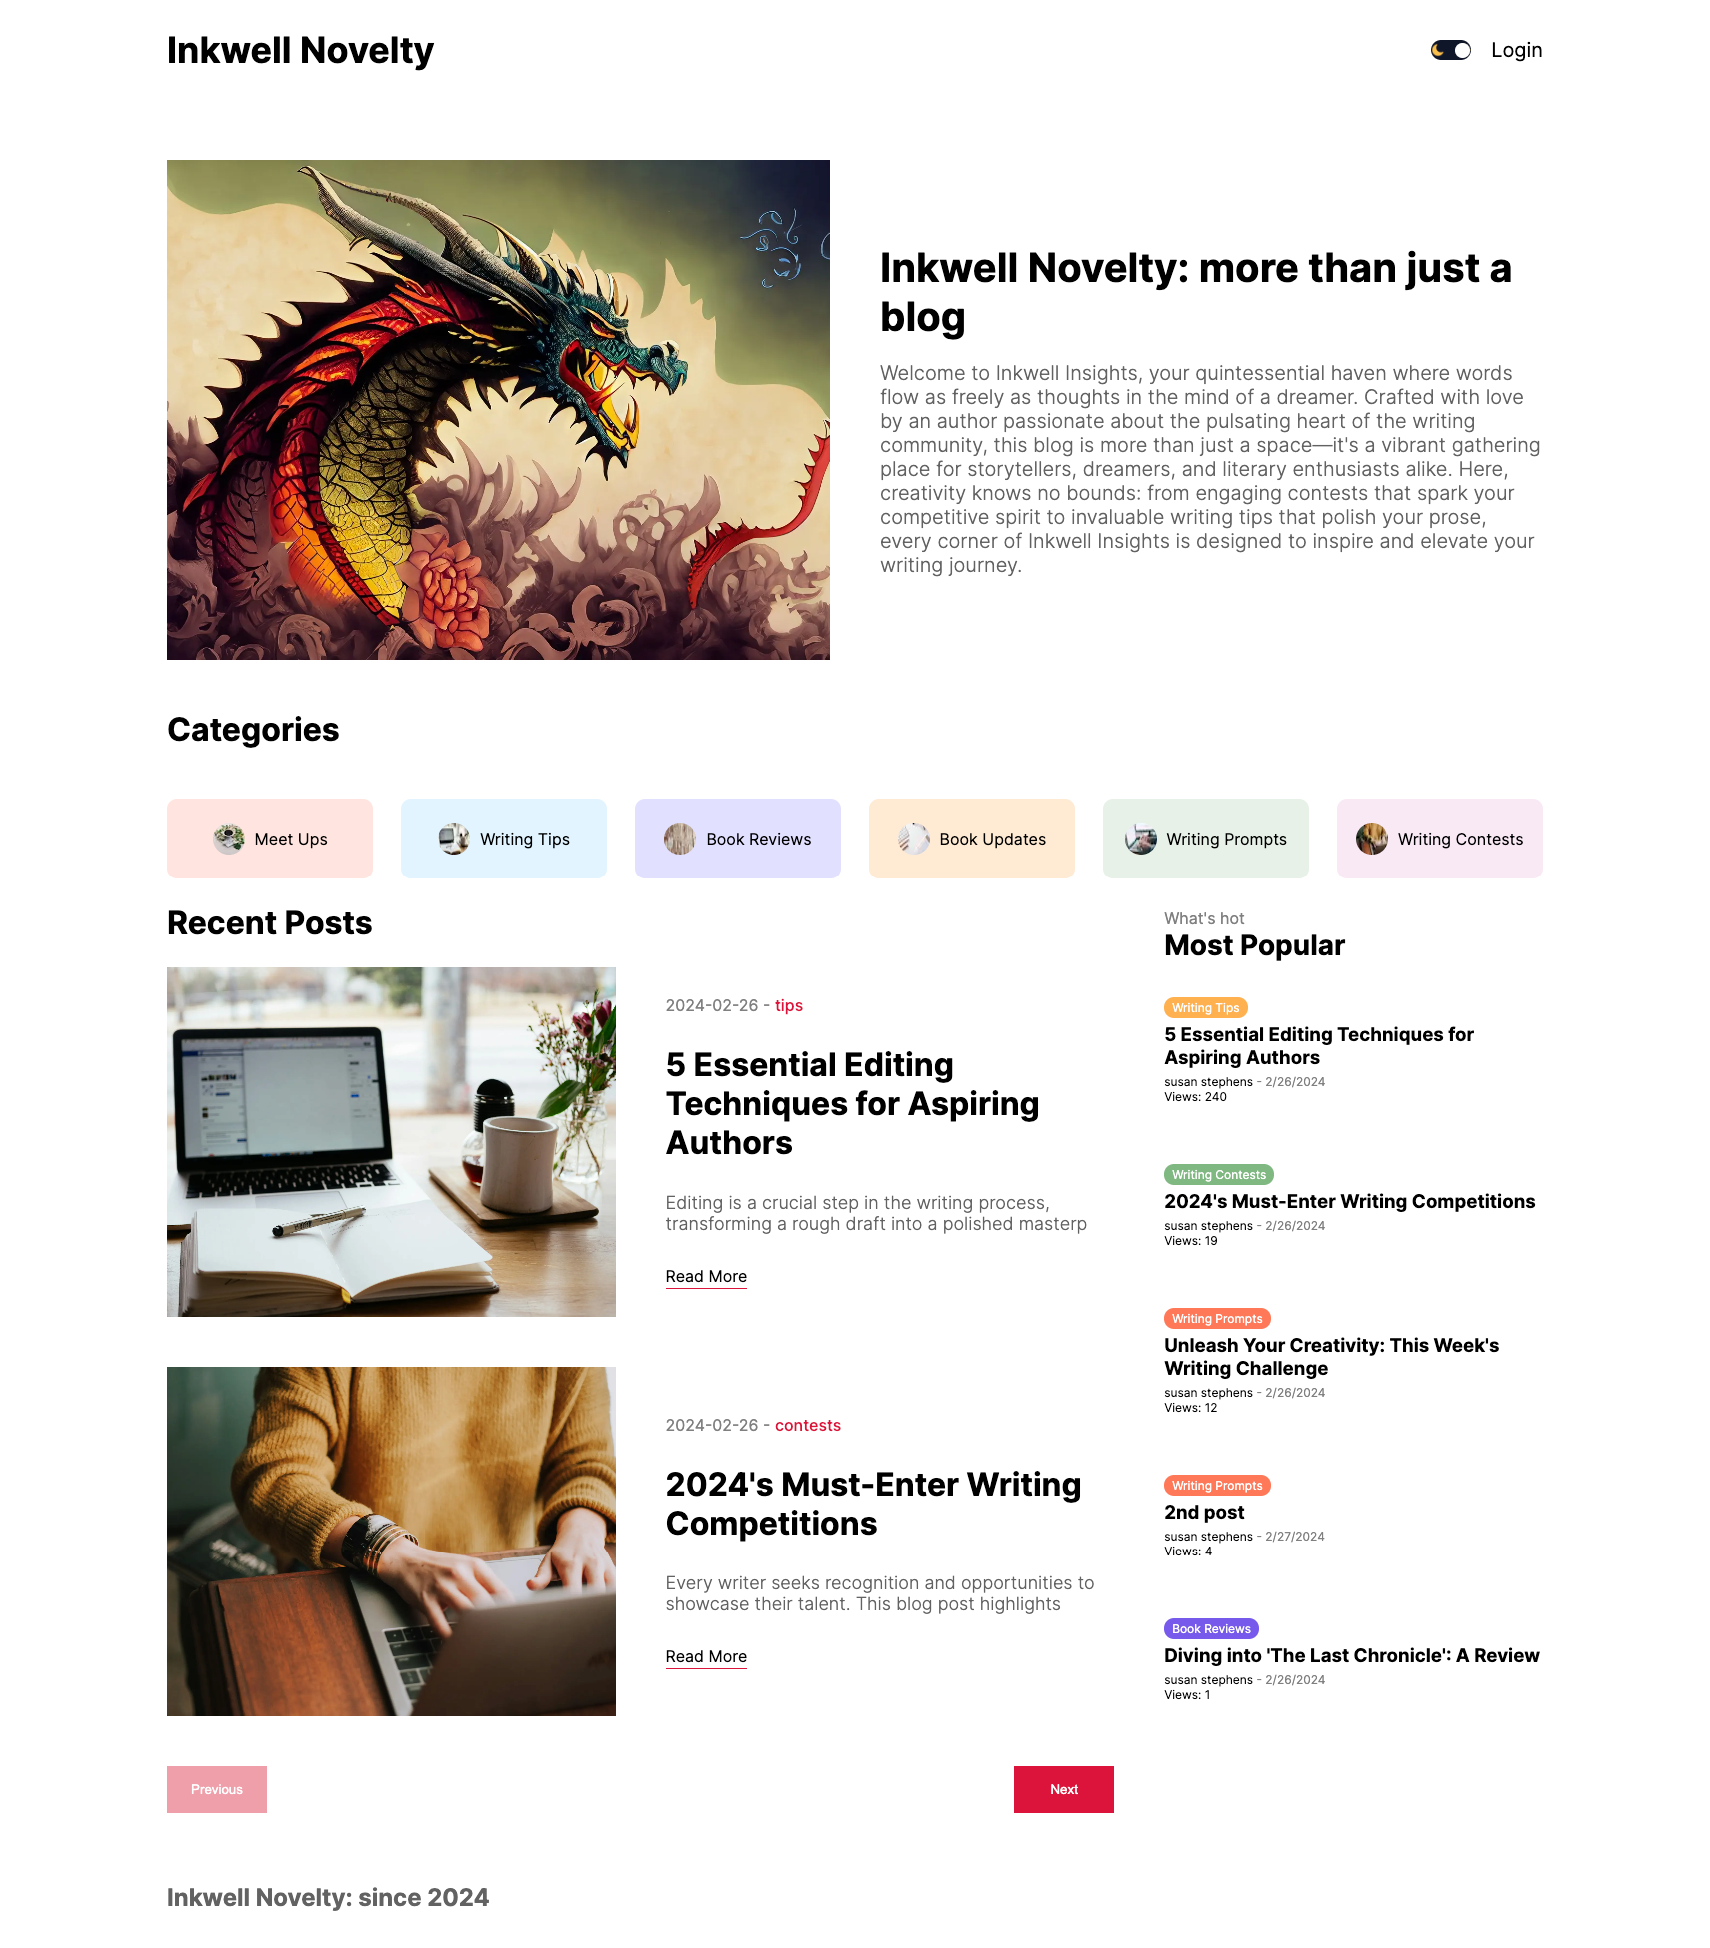 Inkwell Novelty
Login
Inkwell Novelty: more than just a
blog
Welcome to Inkwell Insights, your quintessential haven where words
flow as freely as thoughts in the mind of a dreamer. Crafted with love
by an author passionate about the pulsating heart of the writing
community, this blog is more than just a space—it's a vibrant gathering
place for storytellers, dreamers, and literary enthusiasts alike. Here,
creativity knows no bounds: from engaging contests that spark your
competitive spirit to invaluable writing tips that polish your prose,
every corner of Inkwell Insights is designed to inspire and elevate your
writing journey.
Categories
Meet Ups
Writing Tips
Book Reviews
Book Updates
Writing Prompts
Writing Contests
Recent Posts
2024-02-26 - tips
5 Essential Editing
Techniques for Aspiring
Authors
Editing is a crucial step in the writing process,
transforming a rough draft into a polished masterp
Read More
2024-02-26 - contests
2024's Must-Enter Writing
Competitions
Every writer seeks recognition and opportunities to
showcase their talent. This blog post highlights
Read More
Previous
Next
What's hot
Most Popular
Writing Tips
5 Essential Editing Techniques for
Aspiring Authors
susan stephens - 2/26/2024
Views: 240
Writing Contests
2024's Must-Enter Writing Competitions
susan stephens - 2/26/2024
Views: 19
Writing Prompts
Unleash Your Creativity: This Week's
Writing Challenge
susan stephens - 2/26/2024
Views: 12
Writing Prompts
2nd post
susan stephens - 2/27/2024
Views: 4
Book Reviews
Diving into 'The Last Chronicle': A Review
susan stephens - 2/26/2024
Views: 1
Inkwell Novelty: since 2024